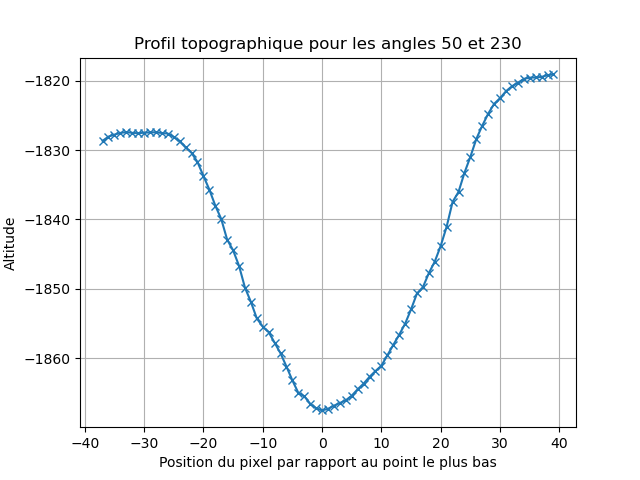 Profil topographique pour les angles 50 et 230
Altitude
−1820
−1830
−1840
−1850
−1860
−40 −30 −20 −10 0 10 20 30 40
Position du pixel par rapport au point le plus bas